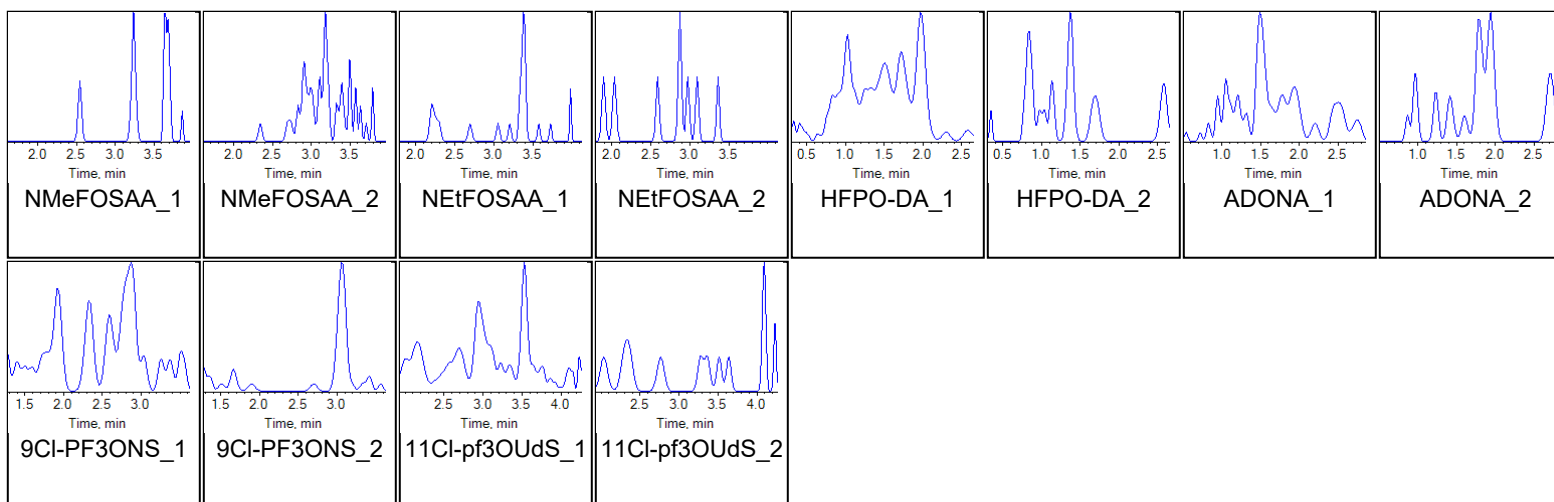 2.0 2.5 3.0 3.5 2.0 2.5 3.0 3.5 2.0 2.5 3.0 3.5 2.0 2.5 3.0 3.5 0.5 1.0 1.5 2.0 2.5 0.5 1.0 1.5 2.0 2.5 1.0 1.5 2.0 2.5 1.0 1.5 2.0 2.5
Time, min Time, min Time, min Time, min Time, min Time, min Time, min Time, min
NMeFOSAA_1 NMeFOSAA_2 NEtFOSAA_1 NEtFOSAA_2 HFPO-DA_1 HFPO-DA_2 ADONA_1 ADONA_2
1.5 2.0 2.5 3.0 1.5 2.0 2.5 3.0 2.5 3.0 3.5 4.0 2.5 3.0 3.5 4.0
Time, min Time, min Time, min Time, min
9Cl-PF3ONS_1 9Cl-PF3ONS_2 11Cl-pf3OUdS_1 11Cl-pf3OUdS_2